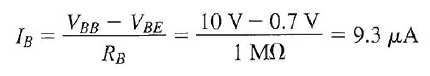 I_B = (V_BB − V_BE) / R_B = (10 V − 0.7 V) / 1 MΩ = 9.3 μA